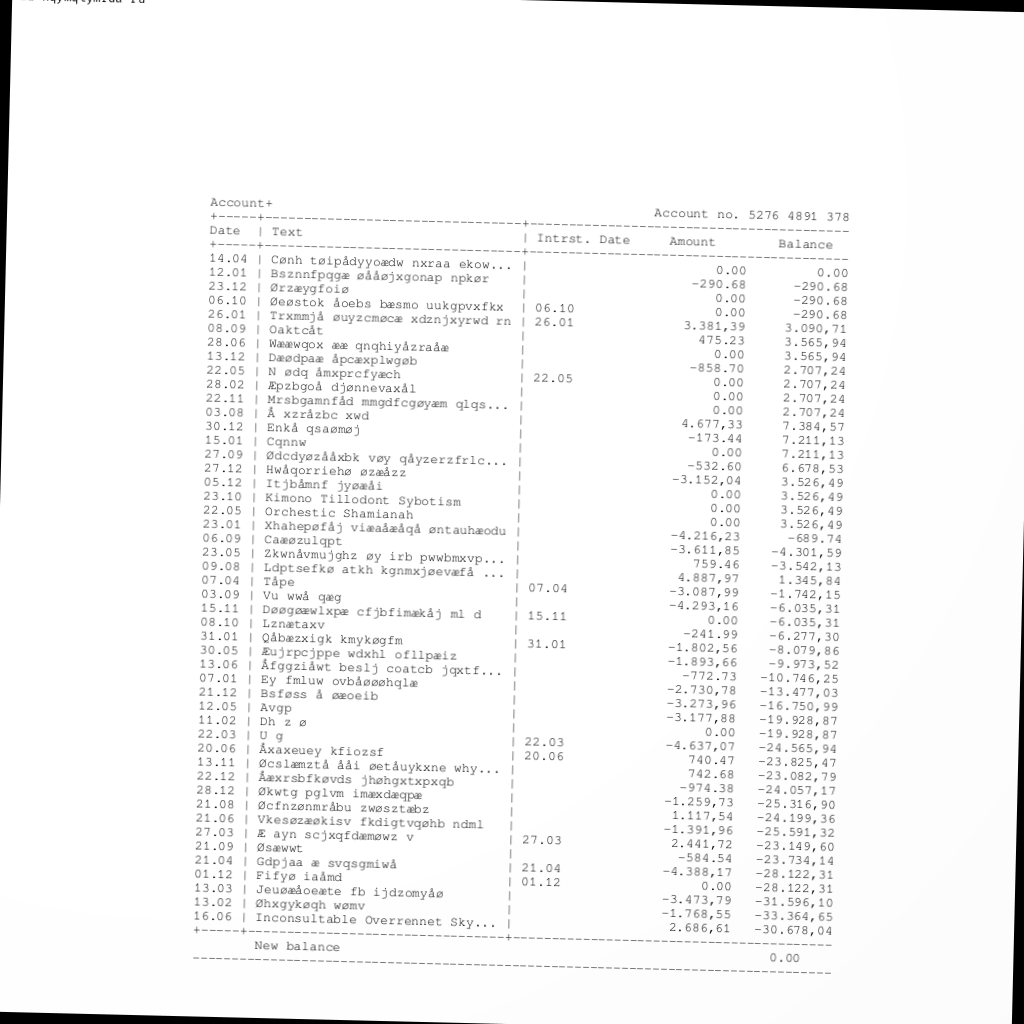 Account+ Account no. 5276 4891 378
Date | Text | Intrst. Date Amount Balance
14.04 | Cønh tøipådyyoædw nxraa ekow... | 0.00 0.00
12.01 | Bsznnfpqgæ øååøjxgonap npkør | -290.68 -290.68
23.12 | Ørzæygfoiø | 0.00 -290.68
06.10 | Øeøstok åoebs bæsmo uukgpvxfkx | 06.10 0.00 -290.68
26.01 | Trxmmjå øuyzcmøcæ xdznjxyrwd rn | 26.01 3.381,39 3.090,71
08.09 | Oaktcåt | 475.23 3.565,94
28.06 | Wææwqox ææ qnqhiyåzraåæ | 0.00 3.565,94
13.12 | Dæødpaæ åpcæxplwgøb | -858.70 2.707,24
22.05 | N ødq åmxprcfyæch | 22.05 0.00 2.707,24
28.02 | Æpzbgoå djønnevaxål | 0.00 2.707,24
22.11 | Mrsbgamnfåd mmgdfcgøyæm qlqs... | 0.00 2.707,24
03.08 | Å xzråzbc xwd | 4.677,33 7.384,57
30.12 | Enkå qsaømøj | -173.44 7.211,13
15.01 | Cqnnw | 0.00 7.211,13
27.09 | Ødcdyøzååxbk vøy qåyzerzfrlc... | -532.60 6.678,53
27.12 | Hwåqorriehø øzæåzz | -3.152,04 3.526,49
05.12 | Itjbåmnf jyøæåi | 0.00 3.526,49
23.10 | Kimono Tillodont Sybotism | 0.00 3.526,49
22.05 | Orchestic Shamianah | 0.00 3.526,49
23.01 | Xhahepøfåj viæaåæåqå øntauhæodu | -4.216,23 -689.74
06.09 | Caæøzulqpt | -3.611,85 -4.301,59
23.05 | Zkwnåvmujghz øy irb pwwbmxvp... | 759.46 -3.542,13
09.08 | Ldptsefkø atkh kgnmxjøevæfå ... | 4.887,97 1.345,84
07.04 | Tåpe | 07.04 -3.087,99 -1.742,15
03.09 | Vu wwå qæg | -4.293,16 -6.035,31
15.11 | Døøgøæwlxpæ cfjbfimækåj ml d | 15.11 0.00 -6.035,31
08.10 | Lznætaxv | -241.99 -6.277,30
31.01 | Qåbæzxigk kmykøgfm | 31.01 -1.802,56 -8.079,86
30.05 | Æujrpcjppe wdxhl ofllpæiz | -1.893,66 -9.973,52
13.06 | Åfggziåwt beslj coatcb jqxtf... | -772.73 -10.746,25
07.01 | Ey fmluw ovbåøøøhqlæ | -2.730,78 -13.477,03
21.12 | Bsføss å øæoeib | -3.273,96 -16.750,99
12.05 | Avgp | -3.177,88 -19.928,87
11.02 | Dh z ø | 0.00 -19.928,87
22.03 | U g | 22.03 -4.637,07 -24.565,94
20.06 | Åxaxeuey kfiozsf | 20.06 740.47 -23.825,47
13.11 | Øcslæmztå ååi øetåuykxne why... | 742.68 -23.082,79
22.12 | Åæxrsbfkøvds jhøhgxtxpxqb | -974.38 -24.057,17
28.12 | Økwtg pglvm imæxdæqpæ | -1.259,73 -25.316,90
21.08 | Øcfnzønmråbu zwøsztæbz | 1.117,54 -24.199,36
21.06 | Vkesøzæøkisv fkdigtvqøhb ndml | -1.391,96 -25.591,32
27.03 | Æ ayn scjxqfdæmøwz v | 27.03 2.441,72 -23.149,60
21.09 | Øsæwwt | -584.54 -23.734,14
21.04 | Gdpjaa æ svqsgmiwå | 21.04 -4.388,17 -28.122,31
01.12 | Fifyø iaåmd | 01.12 0.00 -28.122,31
13.03 | Jeuøæåoeæte fb ijdzomyåø | -3.473,79 -31.596,10
13.02 | Øhxgykøqh wømv | -1.768,55 -33.364,65
16.06 | Inconsultable Overrennet Sky... | 2.686,61 -30.678,04
New balance 0.00